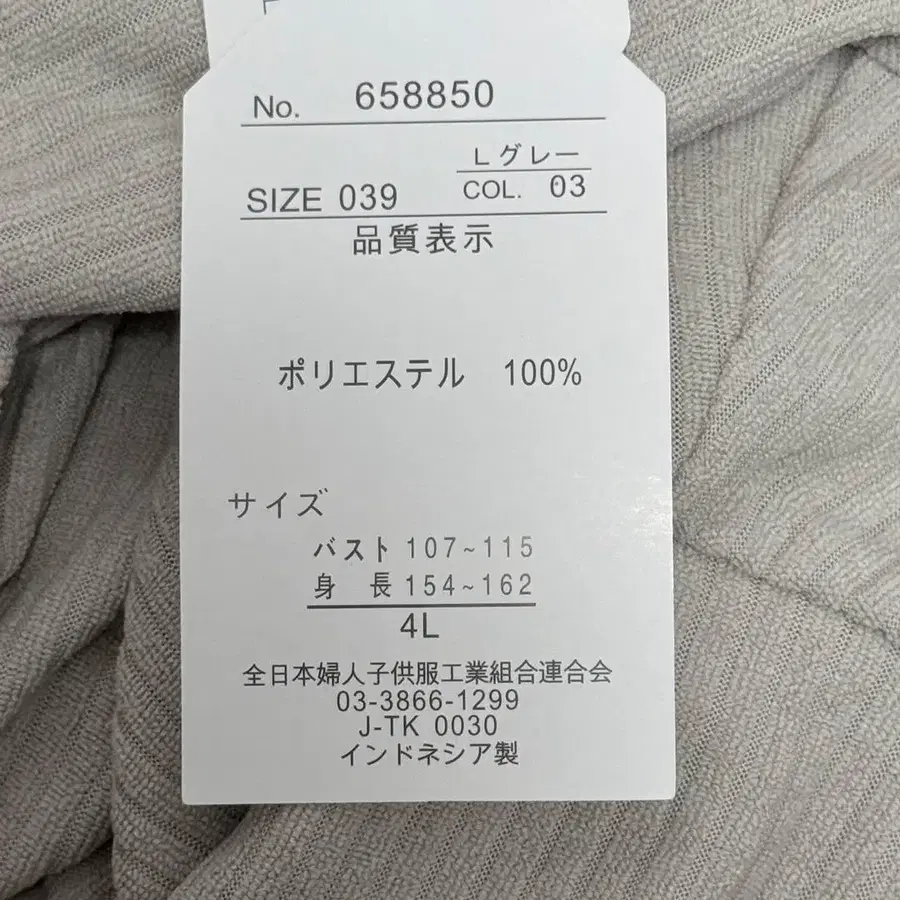 No. 658850
Lグレー
SIZE 039 COL. 03
品質表示
ポリエステル 100%
サイズ
バスト 107~115
身長 154~162
4L
全日本婦人子供服工業組合連合会
03-3866-1299
J-TK 0030
インドネシア製